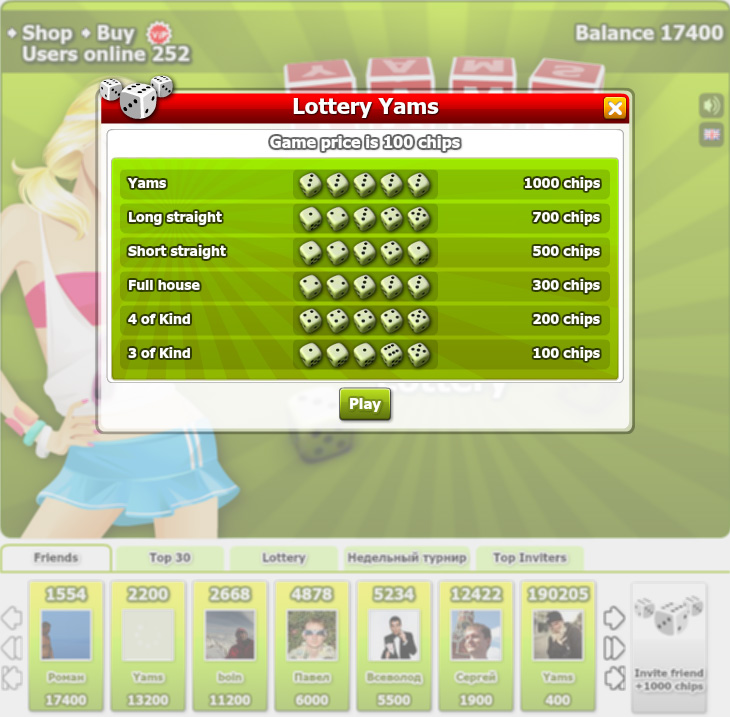 Shop Buy VIP
Users online 252
Balance 17400
Y A M S
Lottery Yams
Game price is 100 chips
Yams 1000 chips
Long straight 700 chips
Short straight 500 chips
Full house 300 chips
4 of Kind 200 chips
3 of Kind 100 chips
Play
Lottery
Friends Top 30 Lottery Недельный турнир Top Inviters
1554 2200 2668 4878 5234 12422 190205
Роман Yams boin Павел Всеволод Сергей Yams
17400 13200 11200 6000 5500 1900 400
Invite friend
+1000 chips